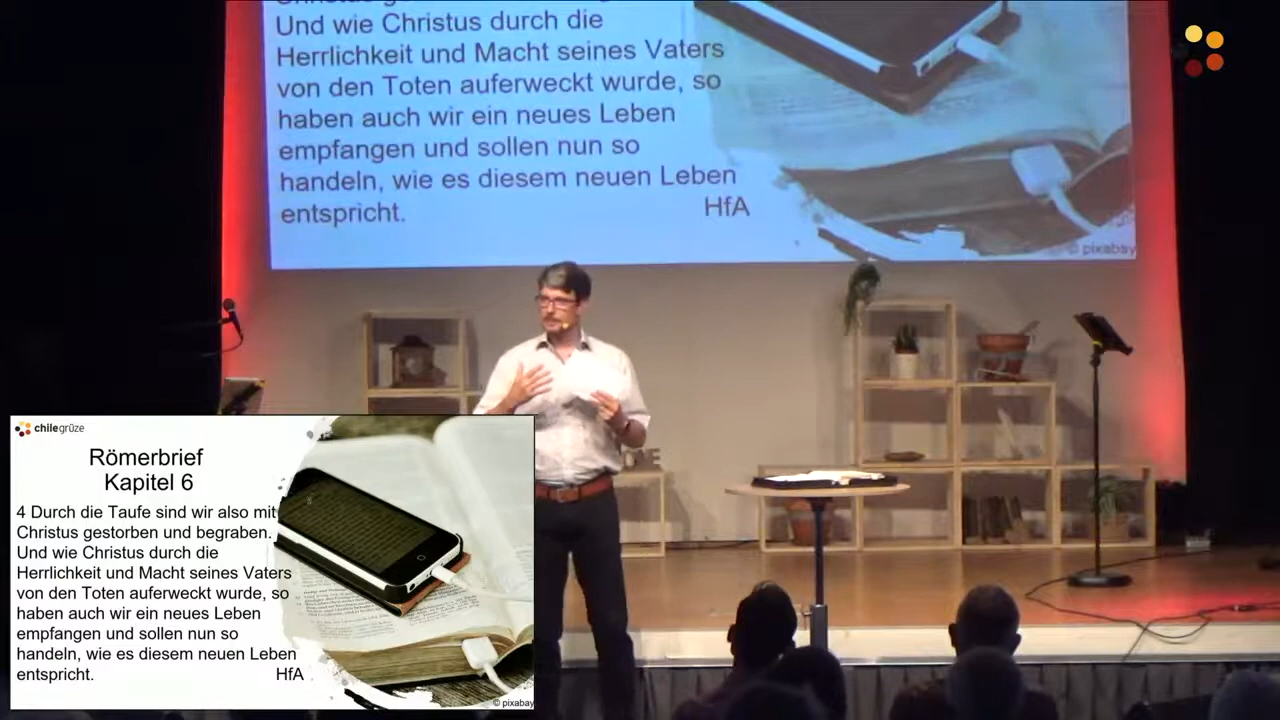 Und wie Christus durch die
Herrlichkeit und Macht seines Vaters
von den Toten auferweckt wurde, so
haben auch wir ein neues Leben
empfangen und sollen nun so
handeln, wie es diesem neuen Leben
entspricht. HfA
© pixabay
chilegrüze
Römerbrief
Kapitel 6
4 Durch die Taufe sind wir also mit
Christus gestorben und begraben.
Und wie Christus durch die
Herrlichkeit und Macht seines Vaters
von den Toten auferweckt wurde, so
haben auch wir ein neues Leben
empfangen und sollen nun so
handeln, wie es diesem neuen Leben
entspricht. HfA
© pixabay